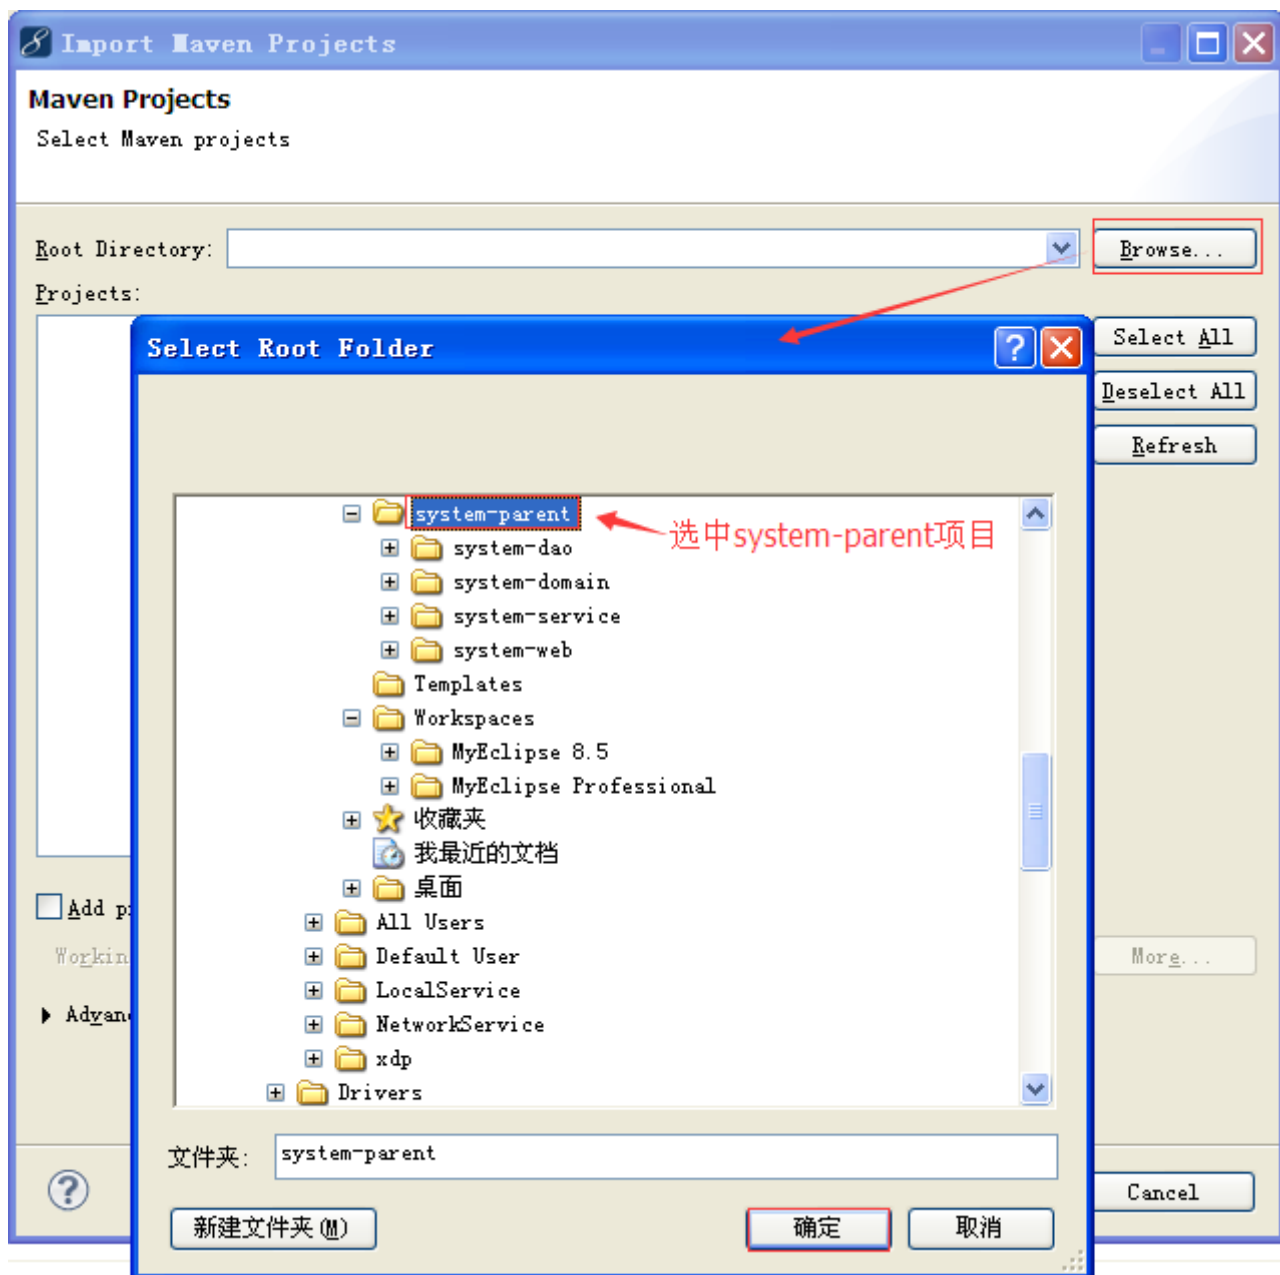 Import Maven Projects
Maven Projects
Select Maven projects
Root Directory:
Browse...
Projects:
Select All
Select Root Folder
Deselect All
Refresh
system-parent
选中system-parent项目
system-dao
system-domain
system-service
system-web
Templates
Workspaces
MyEclipse 8.5
MyEclipse Professional
收藏夹
我最近的文档
桌面
Add
All Users
Default User
More...
LocalService
NetworkService
xdp
Drivers
文件夹:
system-parent
Cancel
新建文件夹(M)
确定
取消